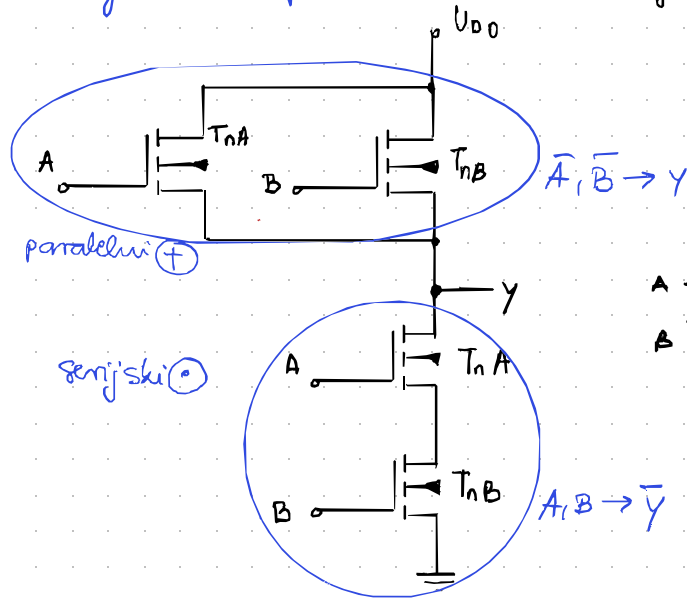 UDD
A
TnA
B
TnB
A̅, B̅ → Y
paralelni +
Y
A
B
serijski •
A
TnA
B
TnB
A, B → Y̅